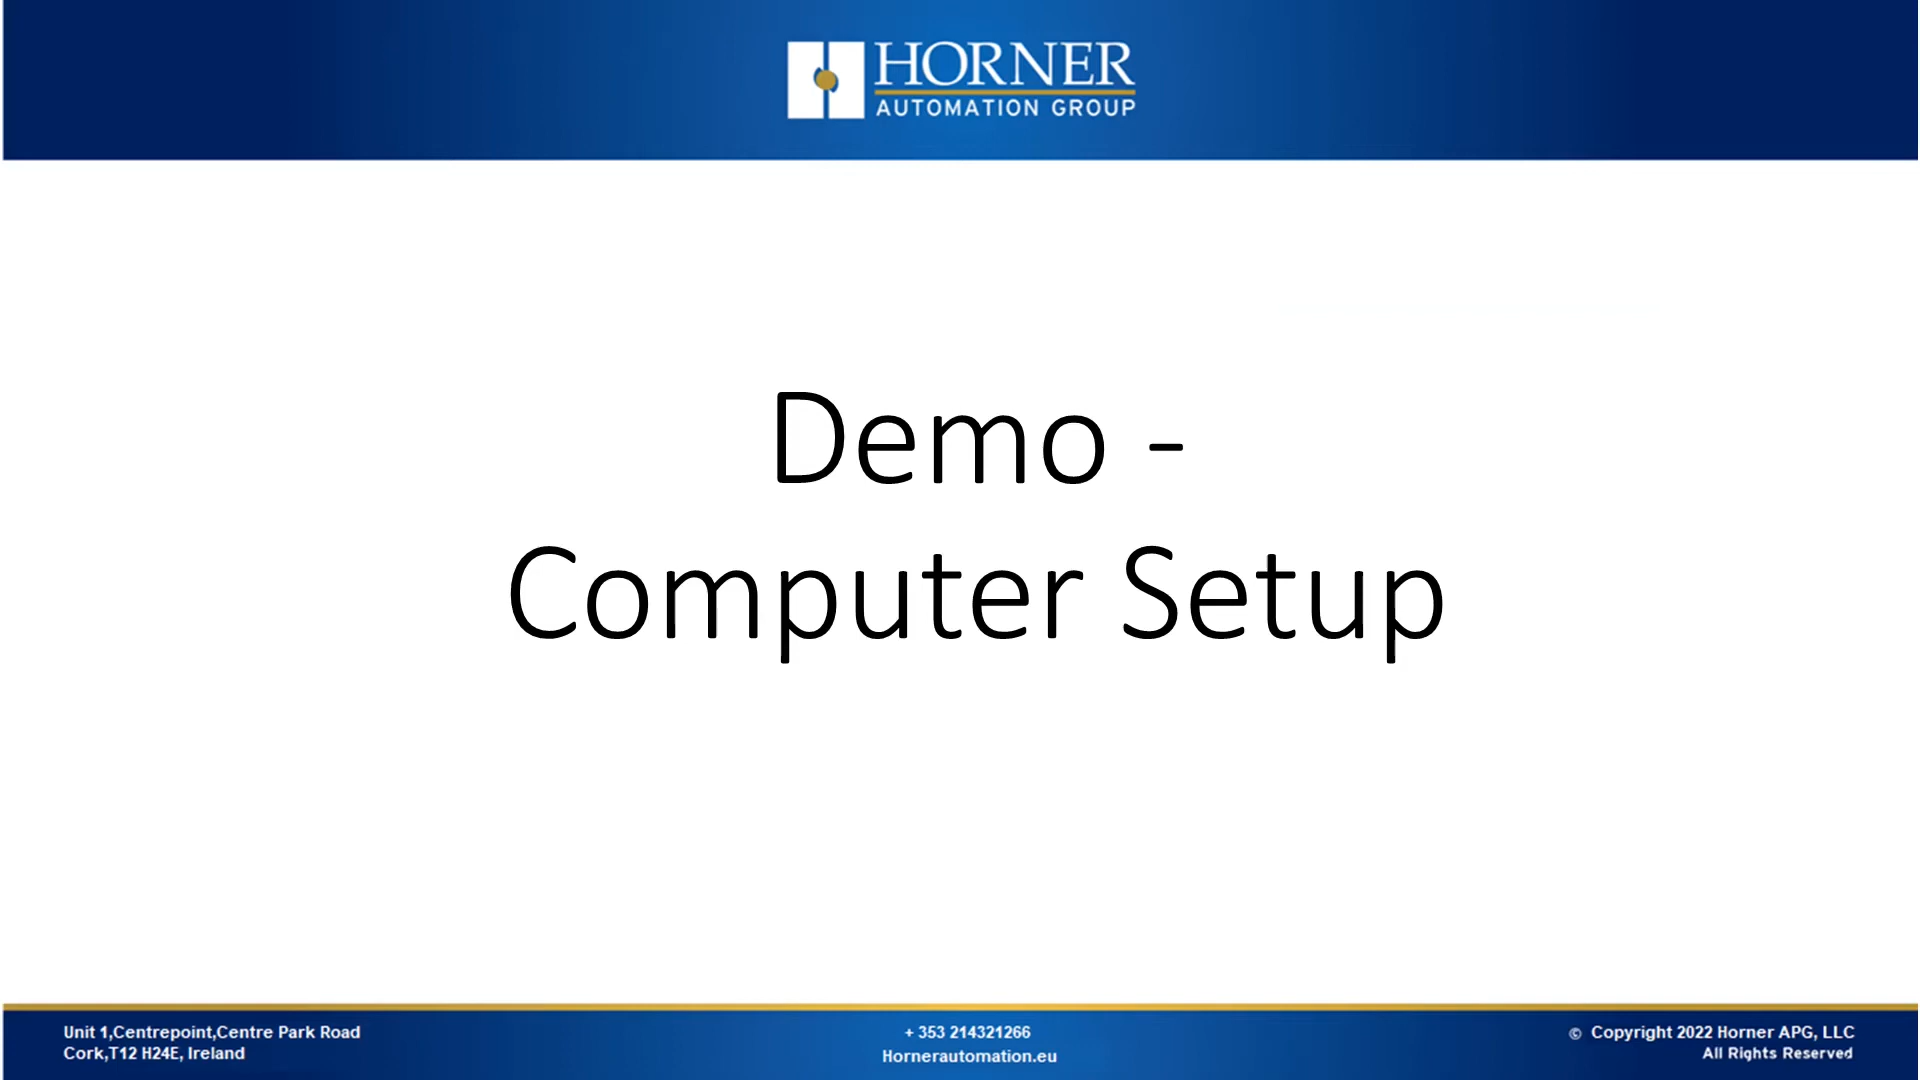 HORNER
AUTOMATION GROUP
Demo -
Computer Setup
Unit 1,Centrepoint,Centre Park Road
Cork,T12 H24E, Ireland
+ 353 214321266
Hornerautomation.eu
© Copyright 2022 Horner APG, LLC
All Rights Reserved